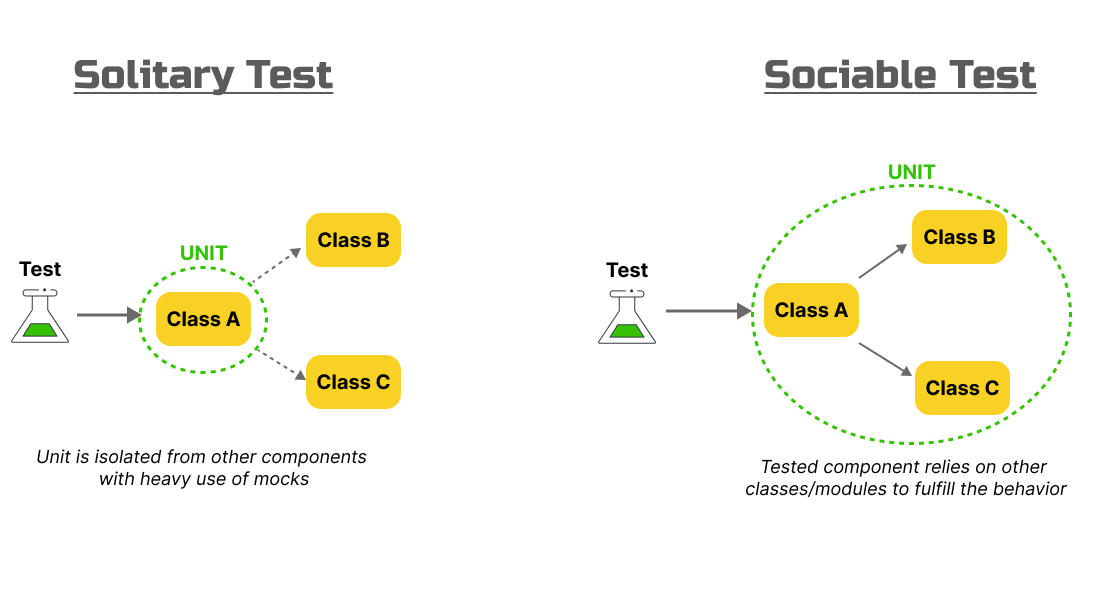 Solitary Test
UNIT
Test
Class A
Class B
Class C
Unit is isolated from other components
with heavy use of mocks
Sociable Test
UNIT
Test
Class A
Class B
Class C
Tested component relies on other
classes/modules to fulfill the behavior